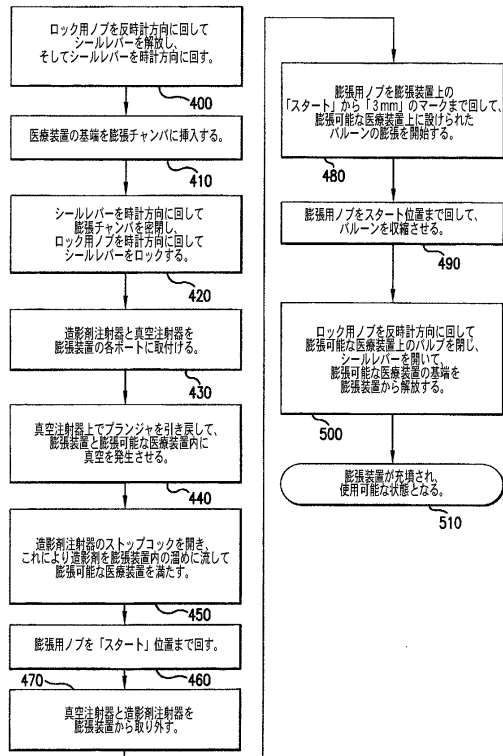 ロック用ノブを反時計方向に回して
シールレバーを解放し、
そしてシールレバーを時計方向に回す。
400
医療装置の基端を膨張チャンバに挿入する。
410
シールレバーを時計方向に回して
膨張チャンバを密閉し、
ロック用ノブを時計方向に回して
シールレバーをロックする。
420
造影剤注射器と真空注射器を
膨張装置の各ポートに取付ける。
430
真空注射器上でプランジャを引き戻して、
膨張装置と膨張可能な医療装置内に
真空を発生させる。
440
造影剤注射器のストップコックを開き、
これにより造影剤を膨張装置内の溜めに流して
膨張可能な医療装置を満たす。
450
膨張用ノブを「スタート」位置まで回す。
460
470
真空注射器と造影剤注射器を
膨張装置から取り外す。
膨張用ノブを膨張装置上の
「スタート」から「3mm」のマークまで回して、
膨張可能な医療装置上に設けられた
バルーンの膨張を開始する。
480
膨張用ノブをスタート位置まで回して、
バルーンを収縮させる。
490
ロック用ノブを反時計方向に回して
膨張可能な医療装置上のバルブを閉じ、
シールレバーを開いて、
膨張可能な医療装置の基端を
膨張装置から解放する。
500
膨張装置が充填され、
使用可能な状態となる。
510